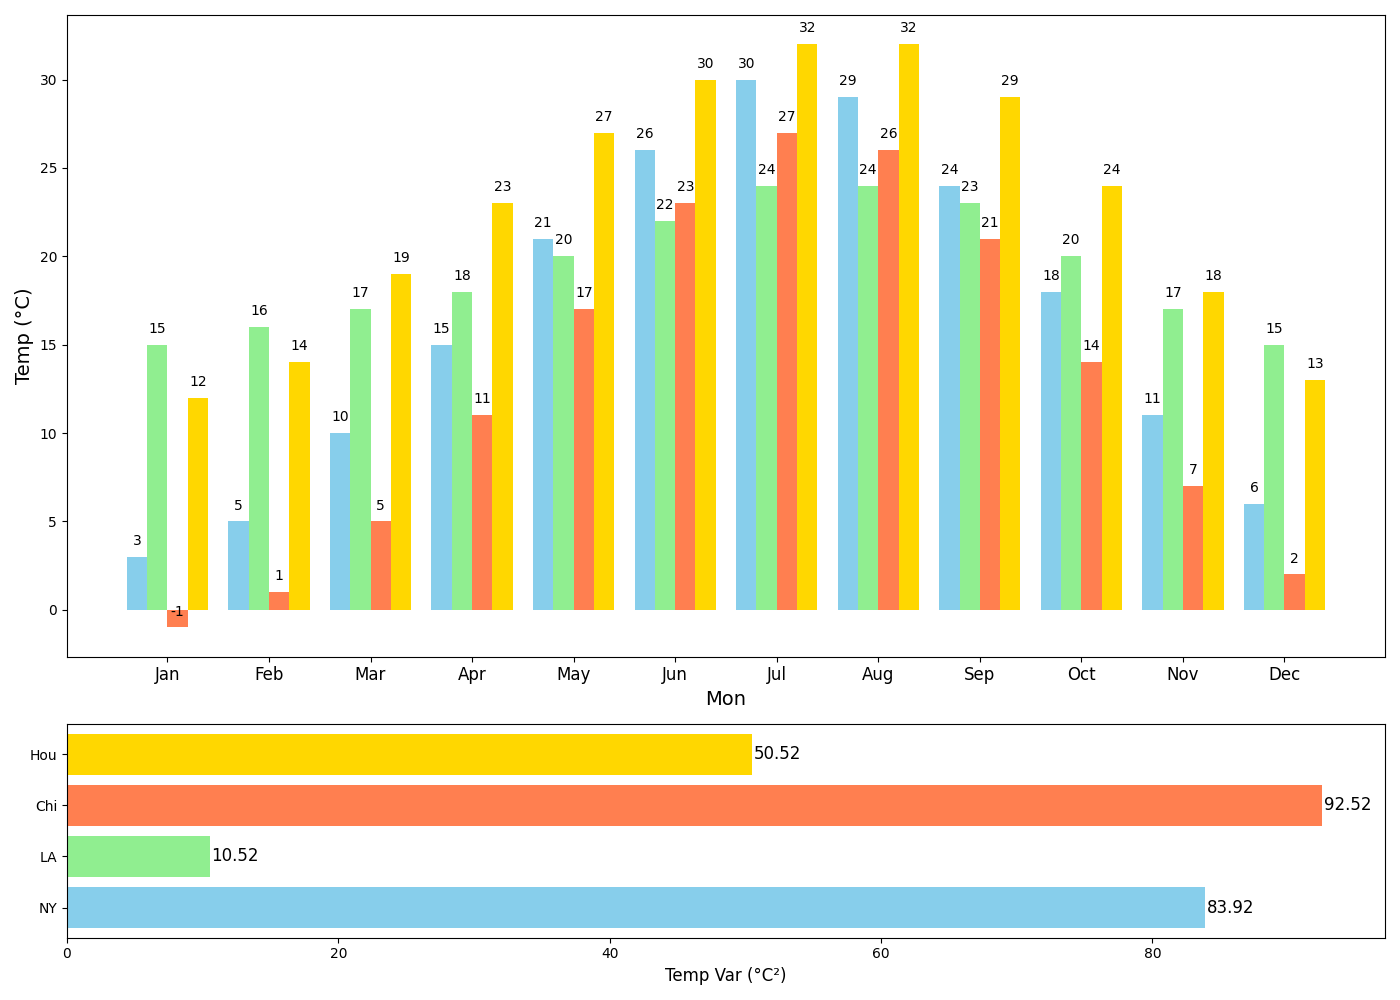 Temp (°C)
30
25
20
15
10
5
0
3 15 -1 12
5 16 1 14
10 17 5 19
15 18 11 23
21 20 17 27
26 22 23 30
30 24 27 32
29 24 26 32
24 23 21 29
18 20 14 24
11 17 7 18
6 15 2 13
Jan Feb Mar Apr May Jun Jul Aug Sep Oct Nov Dec
Mon
Hou 50.52
Chi 92.52
LA 10.52
NY 83.92
0 20 40 60 80
Temp Var (°C²)